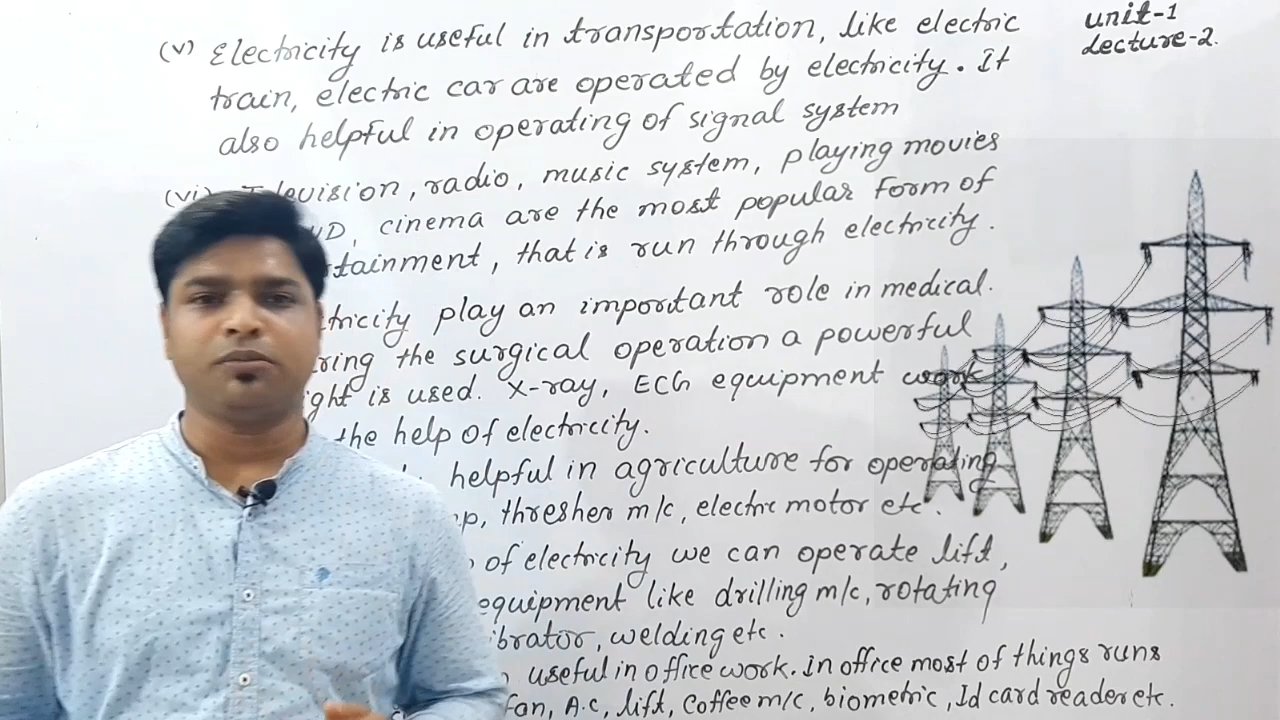 (v) Electricity is useful in transportation, like electric
train, electric car are operated by electricity. It
also helpful in operating of signal system
unit-1
Lecture-2.
(vi) Television, radio, music system, playing movies
cinema are the most popular form of
tainment, that is run through electricity.
tricity play an important role in medical.
ring the surgical operation a powerful
ght is used. X-ray, ECG equipment work
the help of electricity.
helpful in agriculture for operating
p, thresher m/c, electric motor etc.
of electricity we can operate lift,
equipment like drilling m/c, rotating
ibrator, welding etc.
useful in office work. In office most of things runs
fan, A.C, lift, Coffee m/c, biometric, Id card reader etc.